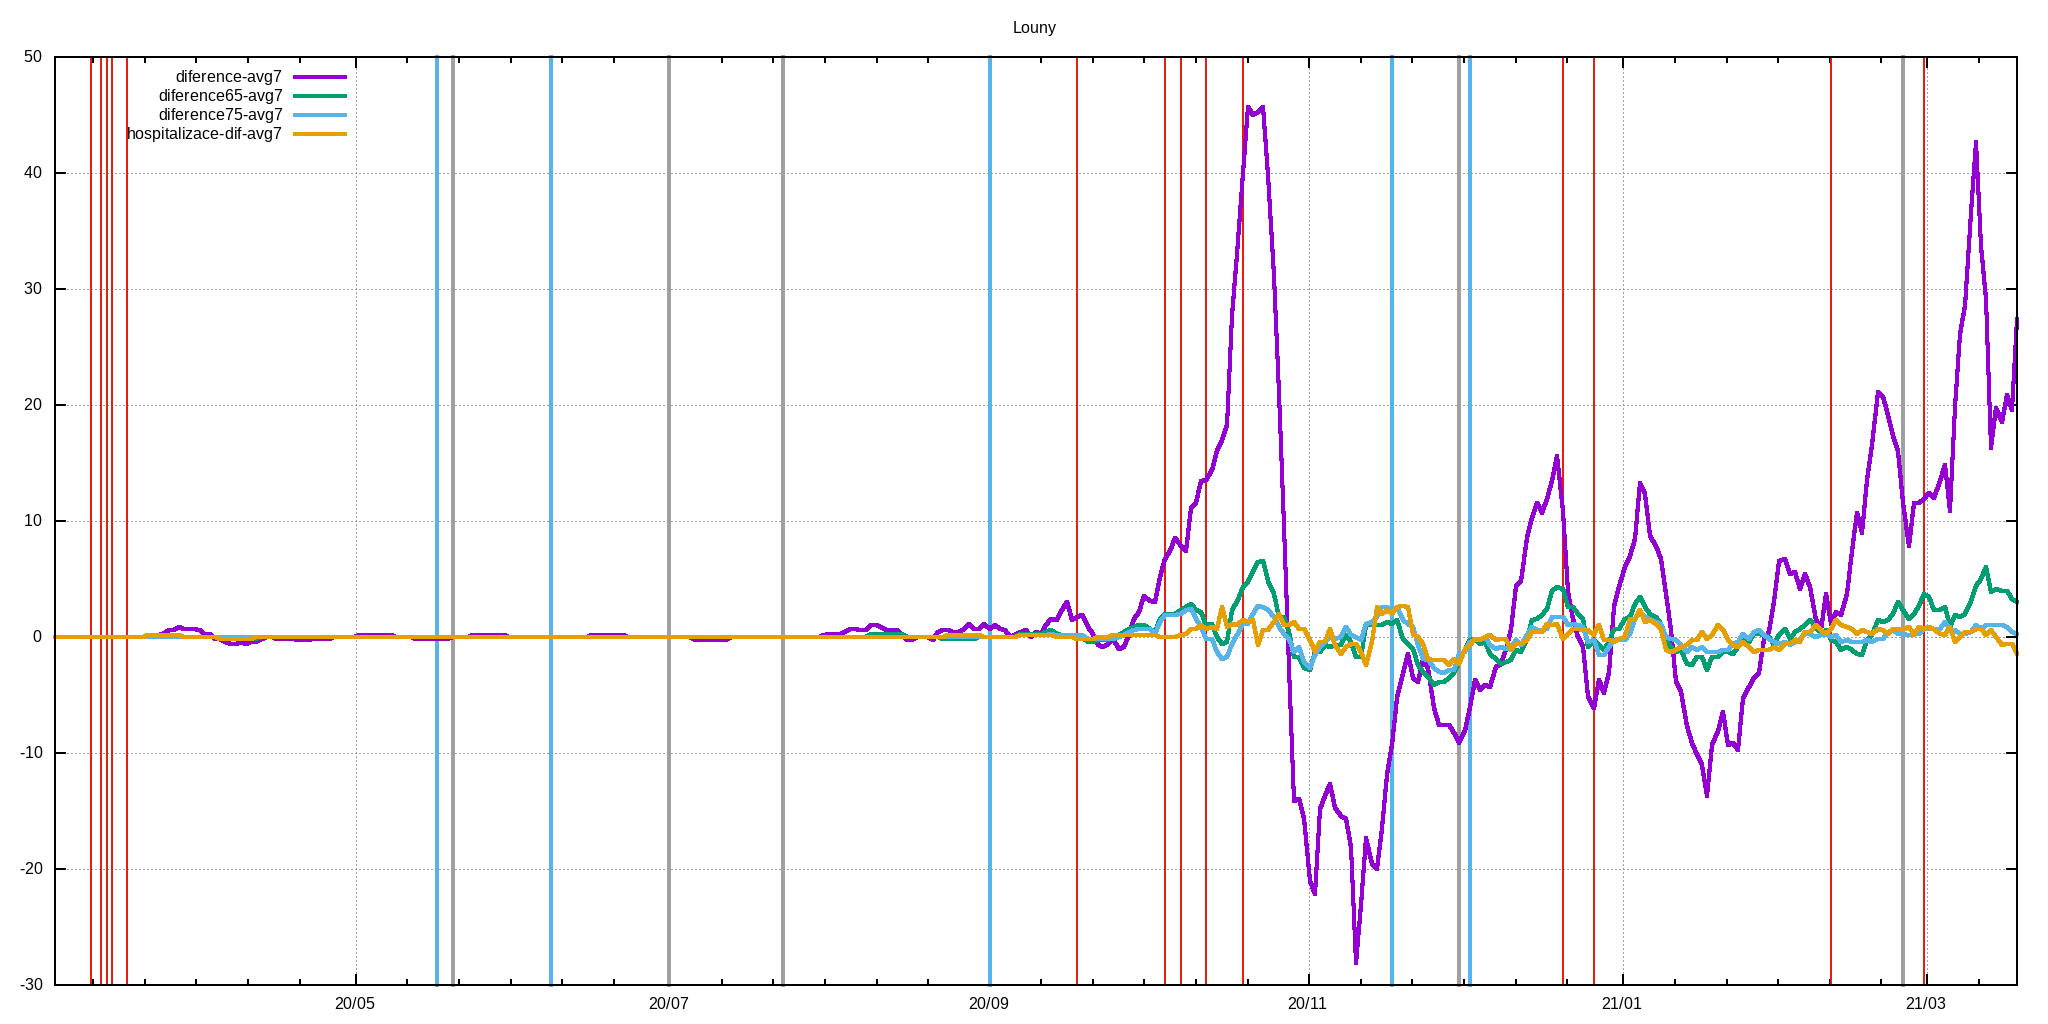 Louny
50
diference-avg7
diference65-avg7
diference75-avg7
hospitalizace-dif-avg7
40
30
20
10
0
-10
-20
-30
20/05 20/07 20/09 20/11 21/01 21/03